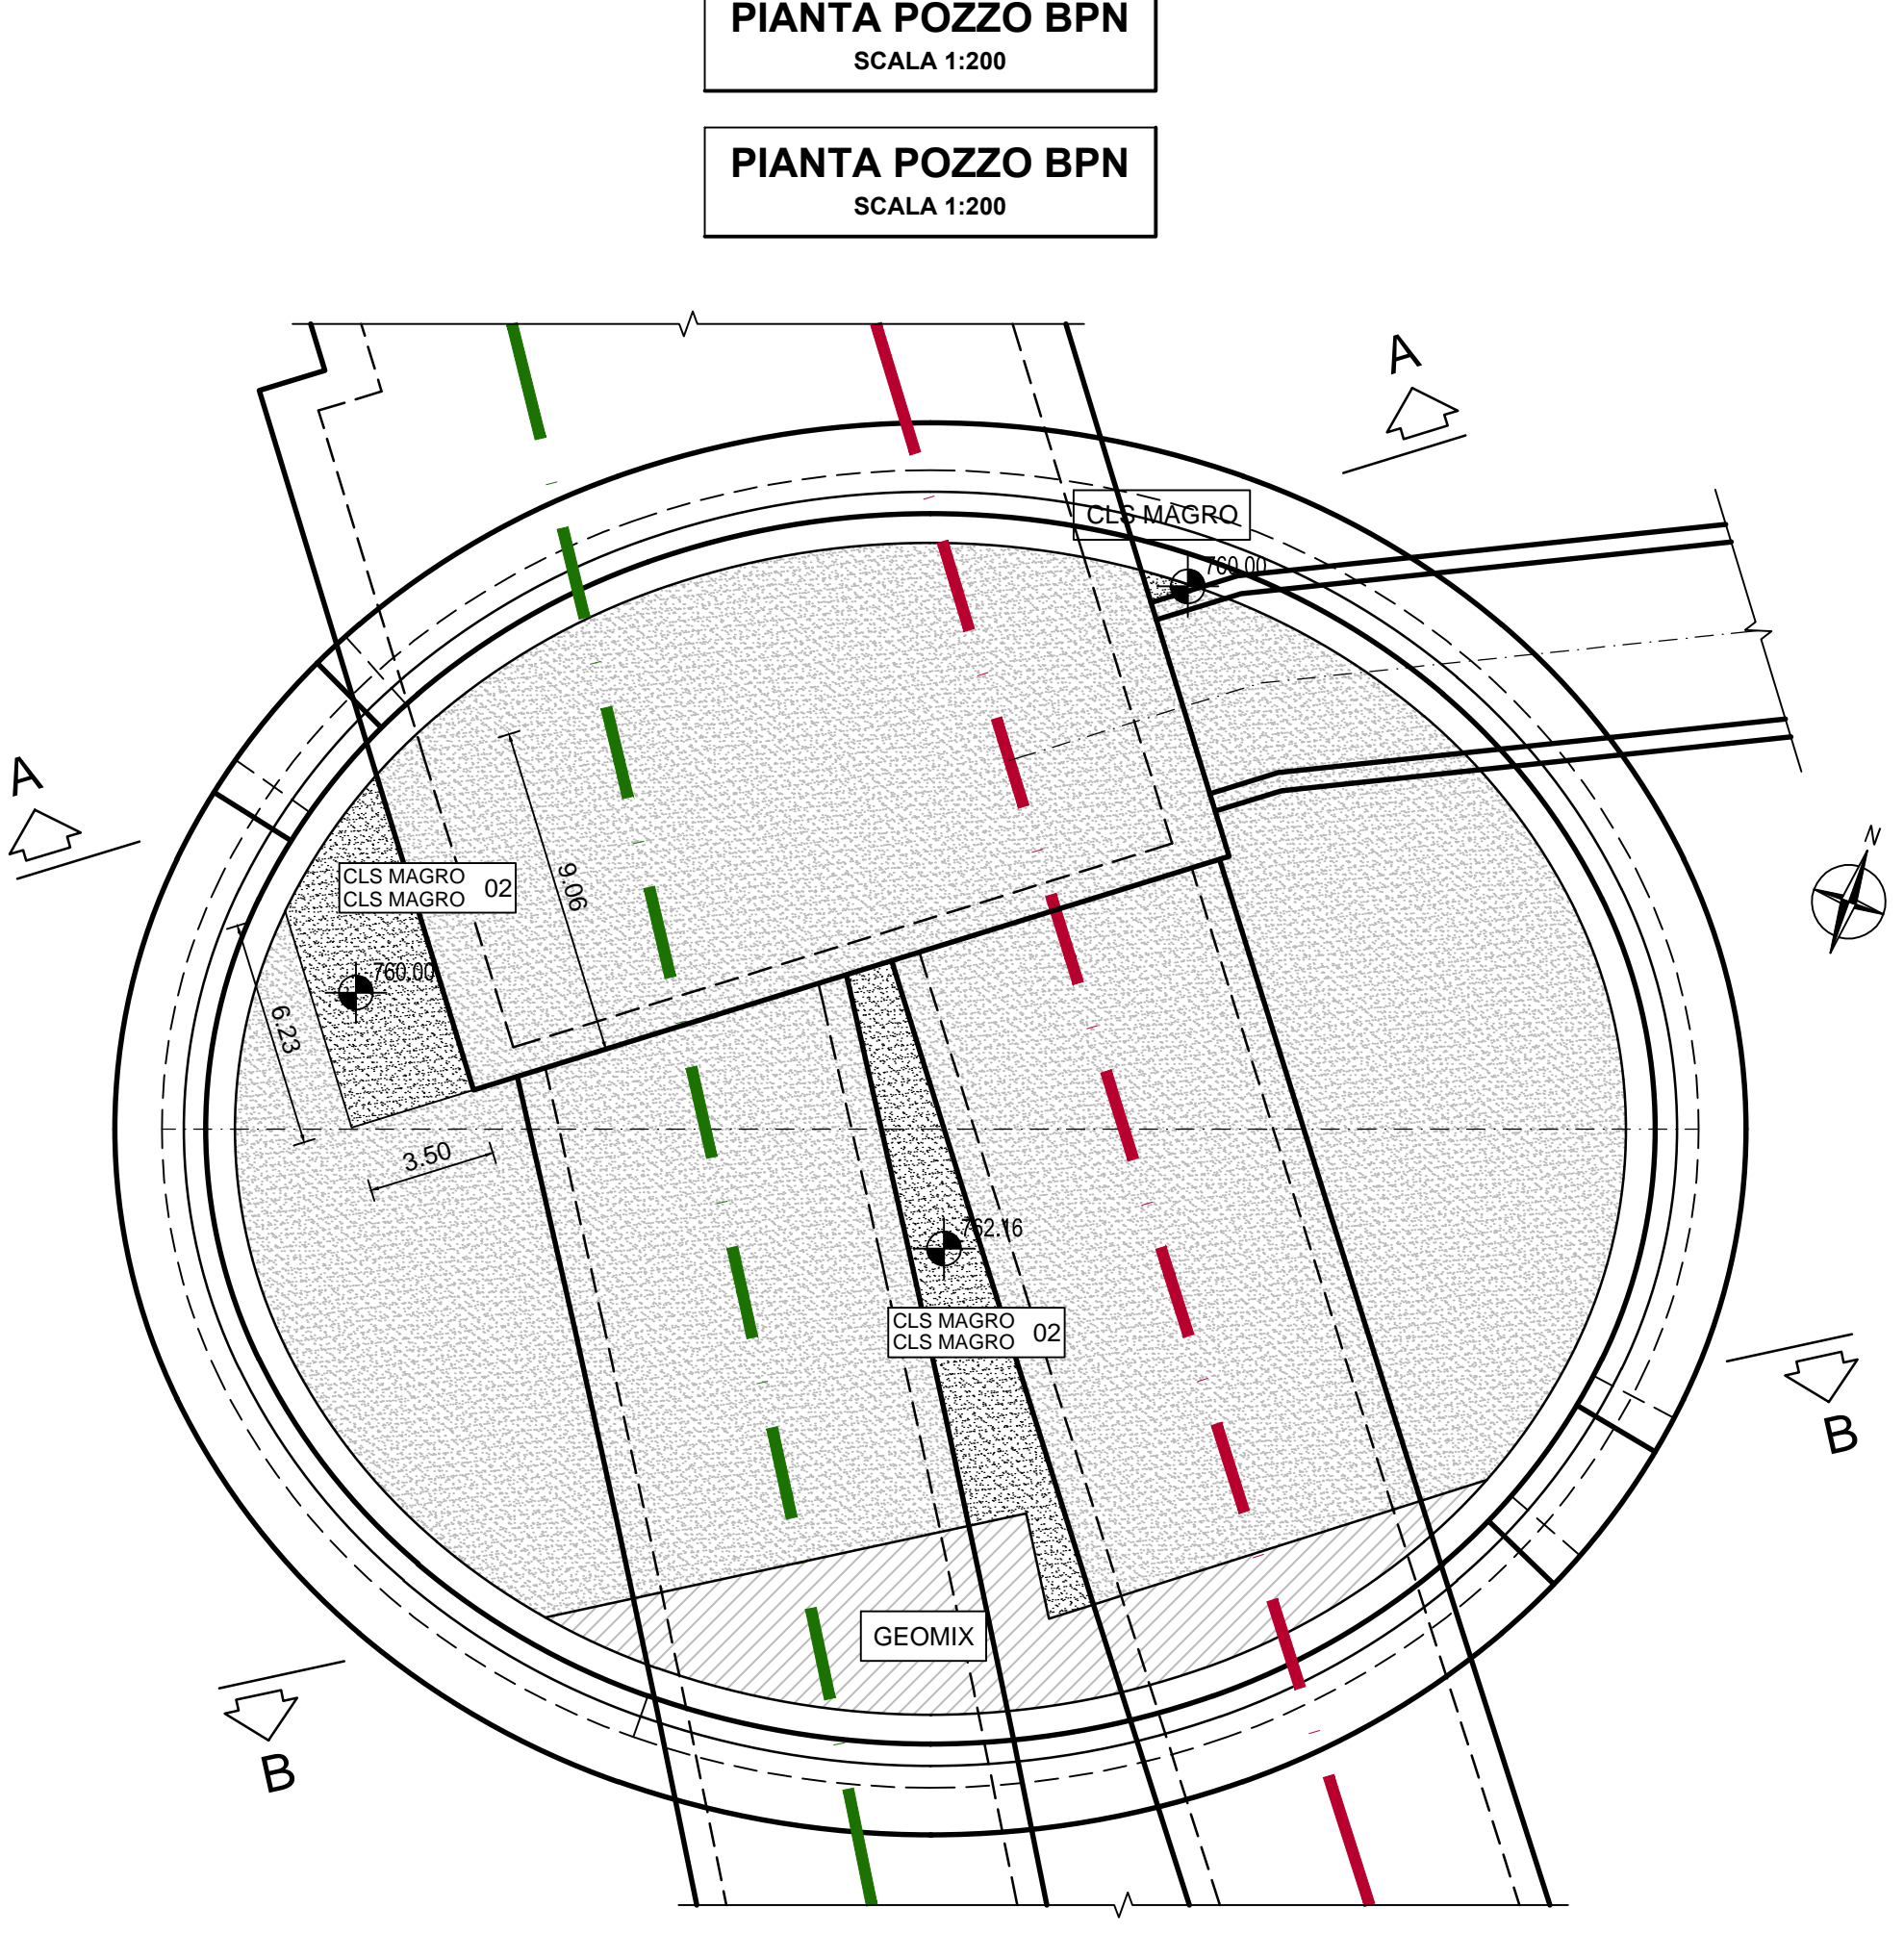 PIANTA POZZO BPN
SCALA 1:200
PIANTA POZZO BPN
SCALA 1:200
A
CLS MAGRO
760.00
A
N
CLS MAGRO
CLS MAGRO
02
9.06
760.00
6.23
3.50
762.16
CLS MAGRO
CLS MAGRO
02
B
GEOMIX
B